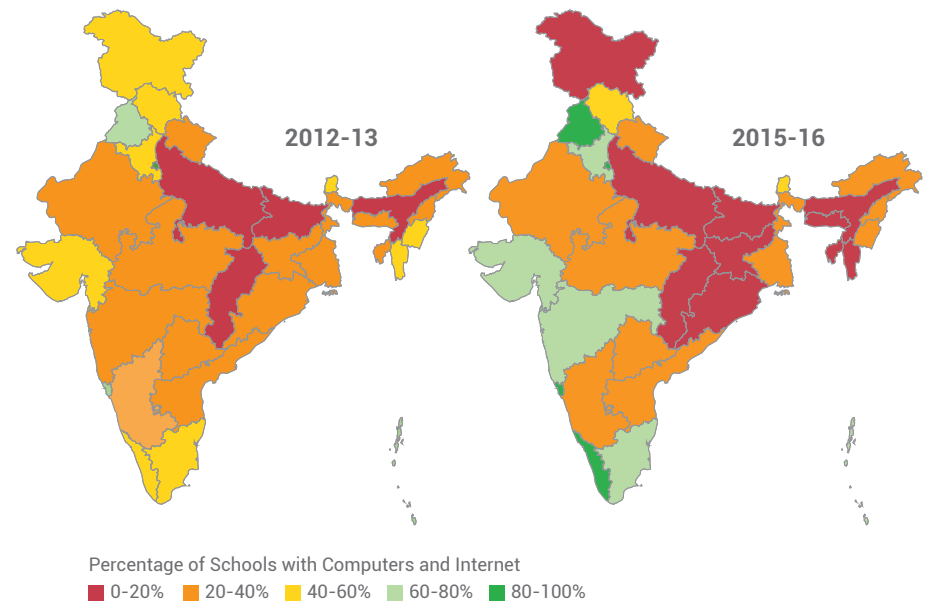 2012-13
2015-16
Percentage of Schools with Computers and Internet
0-20% 20-40% 40-60% 60-80% 80-100%